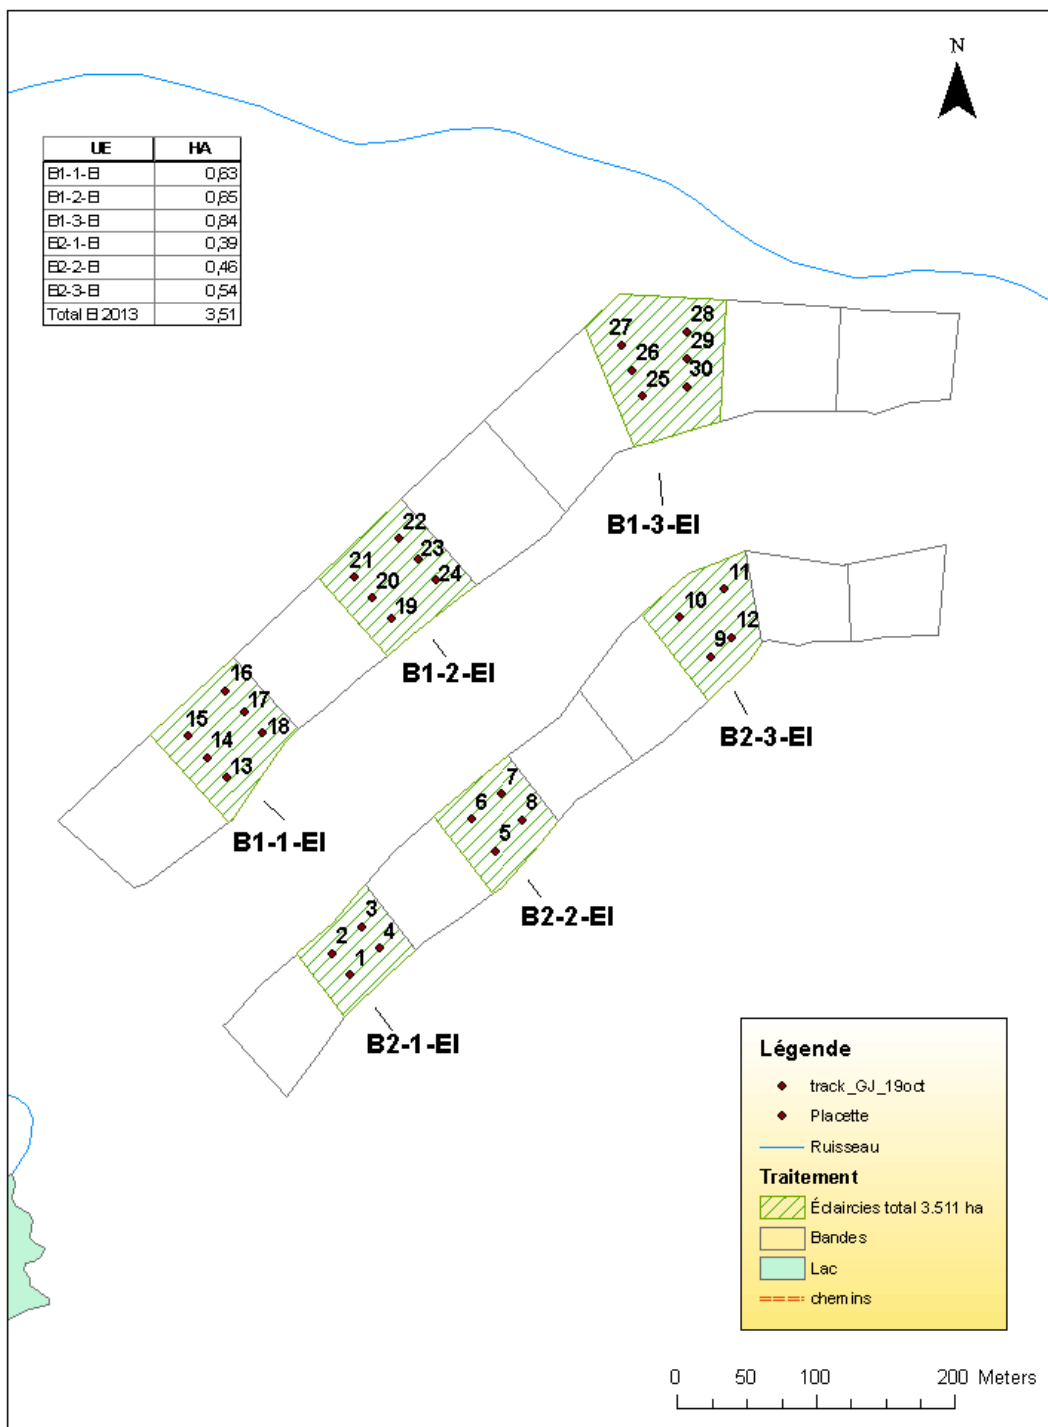 N
UE HA
B1-1-EI 0,63
B1-2-EI 0,65
B1-3-EI 0,84
B2-1-EI 0,39
B2-2-EI 0,46
B2-3-EI 0,54
Total EI 2013 3,51
28
27
29
26
30
25
B1-3-EI
22
23
21
24
20
19
11
10
12
9
B1-2-EI
16
17
15
18
14
13
B2-3-EI
7
6
8
5
B1-1-EI
B2-2-EI
3
2
4
1
B2-1-EI
Légende
track_GJ_19oct
Placette
Ruisseau
Traitement
Éclaircies total 3.511 ha
Bandes
Lac
chemins
0 50 100 200 Meters